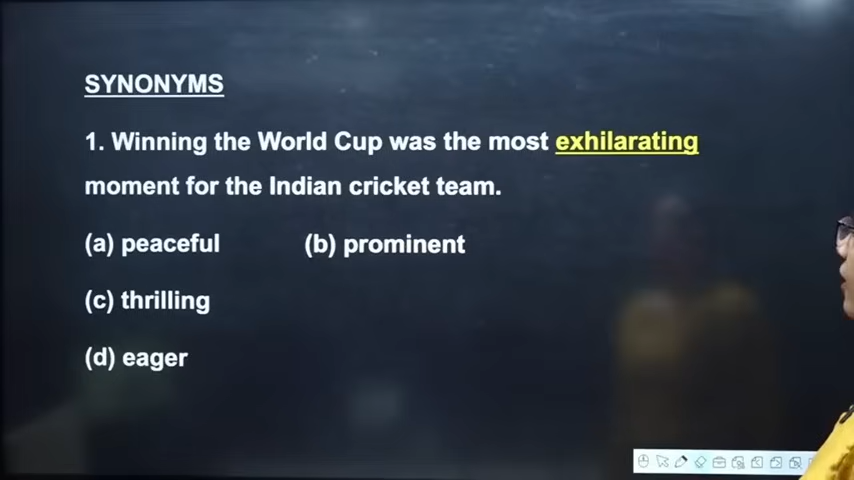 SYNONYMS
1. Winning the World Cup was the most exhilarating
moment for the Indian cricket team.
(a) peaceful (b) prominent
(c) thrilling
(d) eager